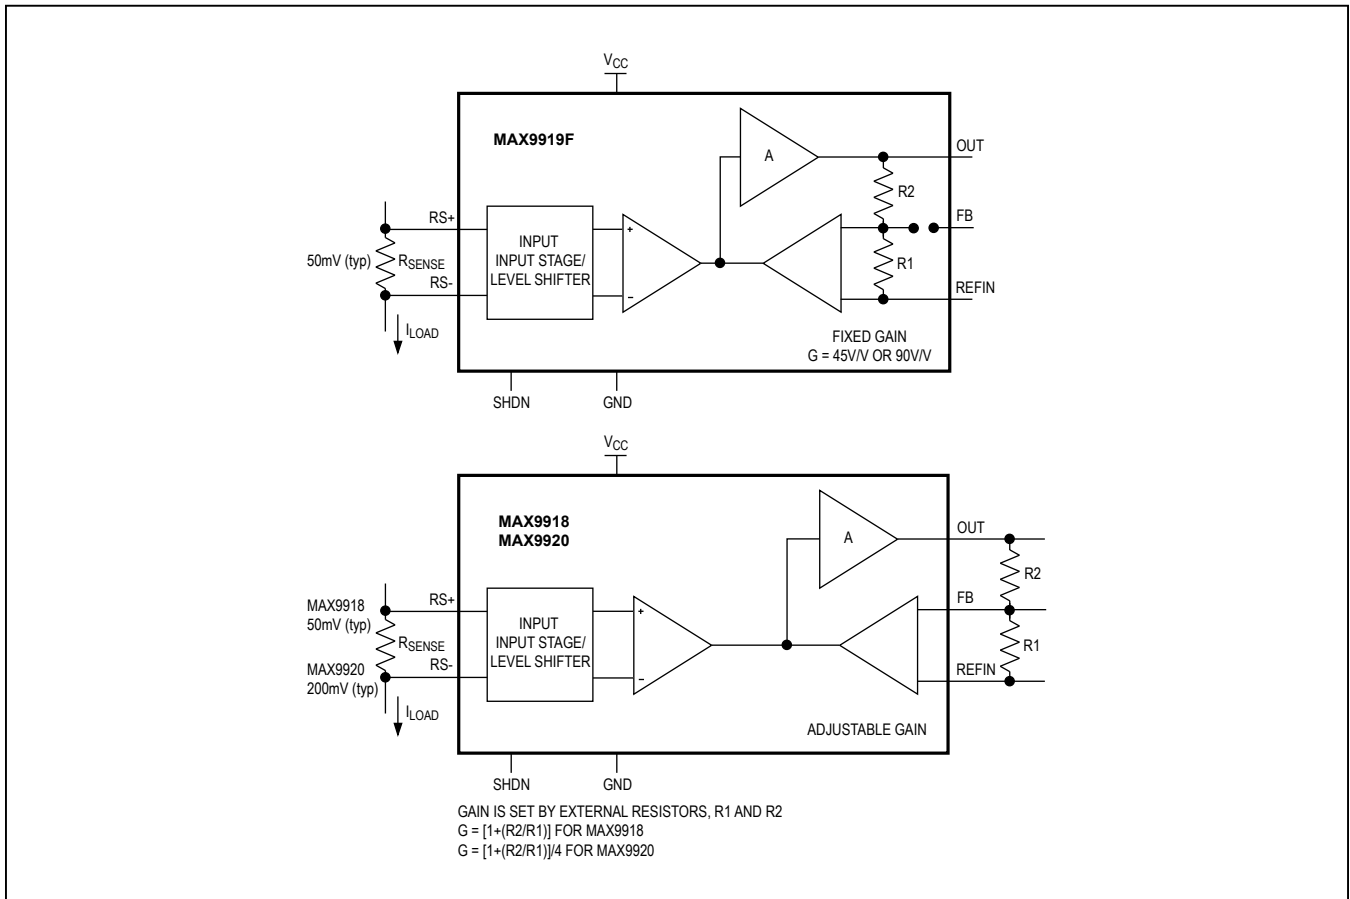 VCC
MAX9919F
A
OUT
R2
FB
RS+
INPUT
INPUT STAGE/
LEVEL SHIFTER
+
-
50mV (typ)
RSENSE
R1
RS-
REFIN
ILOAD
FIXED GAIN
G = 45V/V OR 90V/V
SHDN
GND
VCC
MAX9918
MAX9920
A
OUT
R2
FB
MAX9918
50mV (typ)
RS+
INPUT
INPUT STAGE/
LEVEL SHIFTER
+
-
RSENSE
R1
MAX9920
200mV (typ)
RS-
REFIN
ILOAD
ADJUSTABLE GAIN
SHDN
GND
GAIN IS SET BY EXTERNAL RESISTORS, R1 AND R2
G = [1+(R2/R1)] FOR MAX9918
G = [1+(R2/R1)]/4 FOR MAX9920